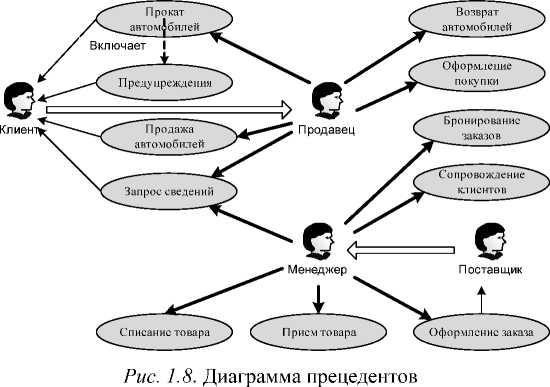 Прокат
автомобилей
Возврат
автомобилей
Включает
Предупреждения
Оформление
покупки
Клиент
Продавец
Продажа
автомобилей
Бронирование
заказов
Запрос сведений
Сопровождение
клиентов
Менеджер
Поставщик
Списание товара
Прием товара
Оформление заказа
Рис. 1.8. Диаграмма прецедентов